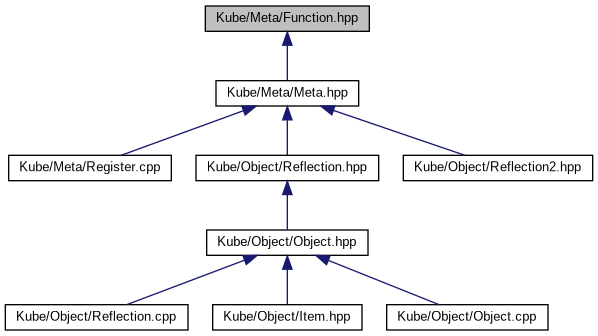 Kube/Meta/Function.hpp
Kube/Meta/Meta.hpp
Kube/Meta/Register.cpp
Kube/Object/Reflection.hpp
Kube/Object/Reflection2.hpp
Kube/Object/Object.hpp
Kube/Object/Reflection.cpp
Kube/Object/Item.hpp
Kube/Object/Object.cpp